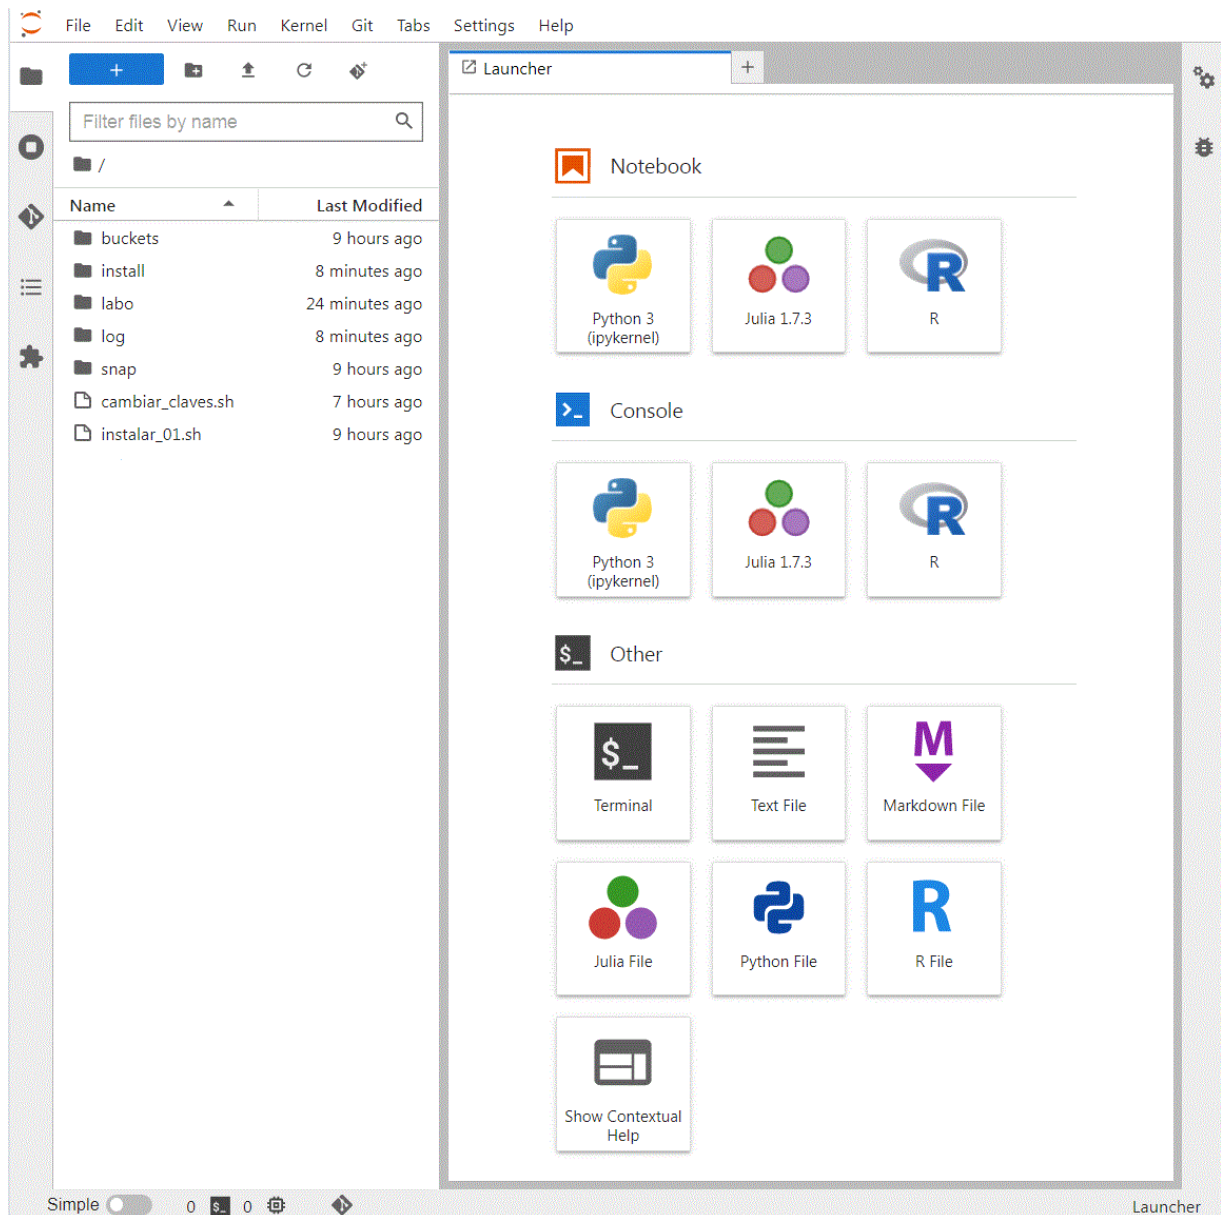 File Edit View Run Kernel Git Tabs Settings Help
+
Launcher
+
Filter files by name
/
Name Last Modified
buckets 9 hours ago
install 8 minutes ago
labo 24 minutes ago
log 8 minutes ago
snap 9 hours ago
cambiar_claves.sh 7 hours ago
instalar_01.sh 9 hours ago
Notebook
Python 3
(ipykernel)
Julia 1.7.3
R
Console
Python 3
(ipykernel)
Julia 1.7.3
R
$_ Other
$_
Terminal
Text File
M
Markdown File
Julia File
Python File
R
R File
Show Contextual
Help
Simple 0 $_ 0 Launcher